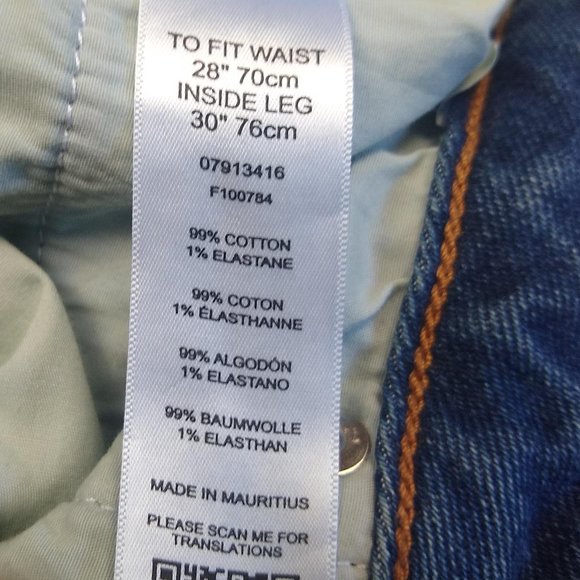 TO FIT WAIST
28" 70cm
INSIDE LEG
30" 76cm
07913416
F100784
99% COTTON
1% ELASTANE
99% COTON
1% ÉLASTHANNE
99% ALGODÓN
1% ELASTANO
99% BAUMWOLLE
1% ELASTHAN
MADE IN MAURITIUS
PLEASE SCAN ME FOR
TRANSLATIONS